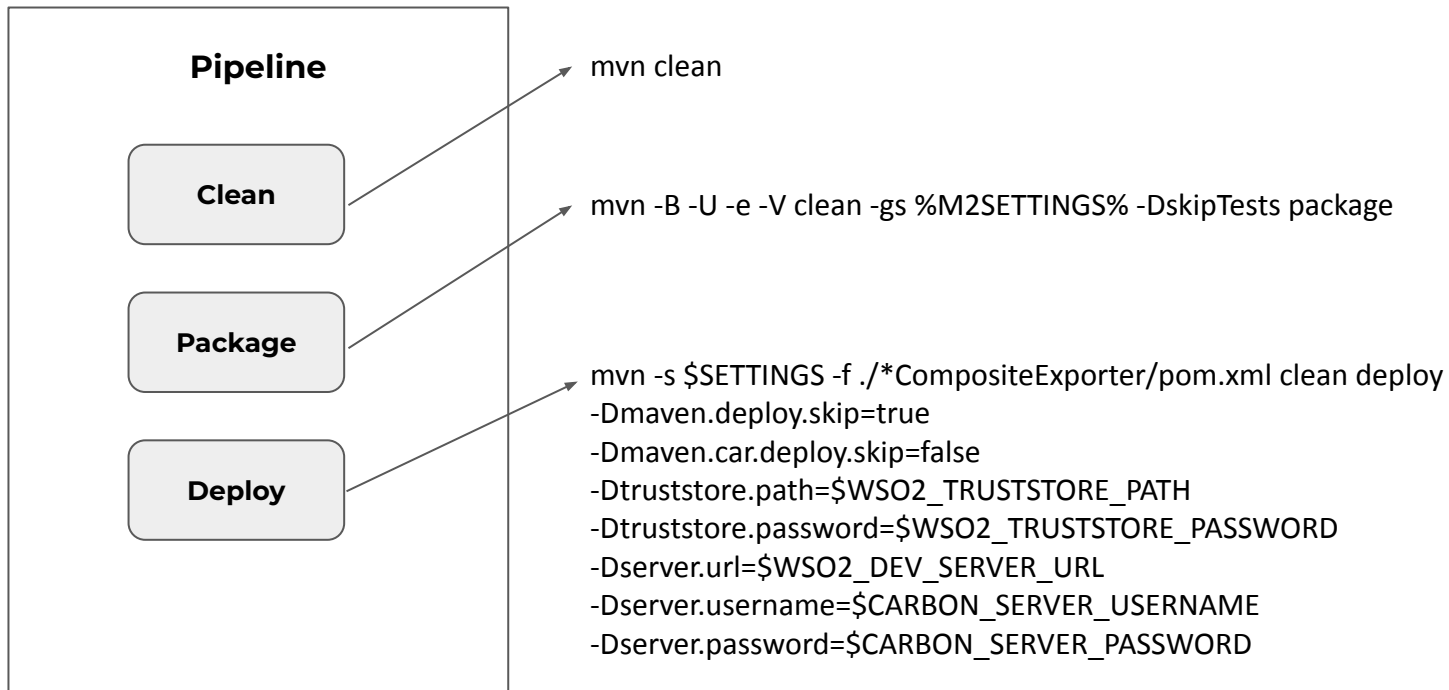 Pipeline
Clean
Package
Deploy
mvn clean
mvn -B -U -e -V clean -gs %M2SETTINGS% -DskipTests package
mvn -s $SETTINGS -f ./*CompositeExporter/pom.xml clean deploy
-Dmaven.deploy.skip=true
-Dmaven.car.deploy.skip=false
-Dtruststore.path=$WSO2_TRUSTSTORE_PATH
-Dtruststore.password=$WSO2_TRUSTSTORE_PASSWORD
-Dserver.url=$WSO2_DEV_SERVER_URL
-Dserver.username=$CARBON_SERVER_USERNAME
-Dserver.password=$CARBON_SERVER_PASSWORD